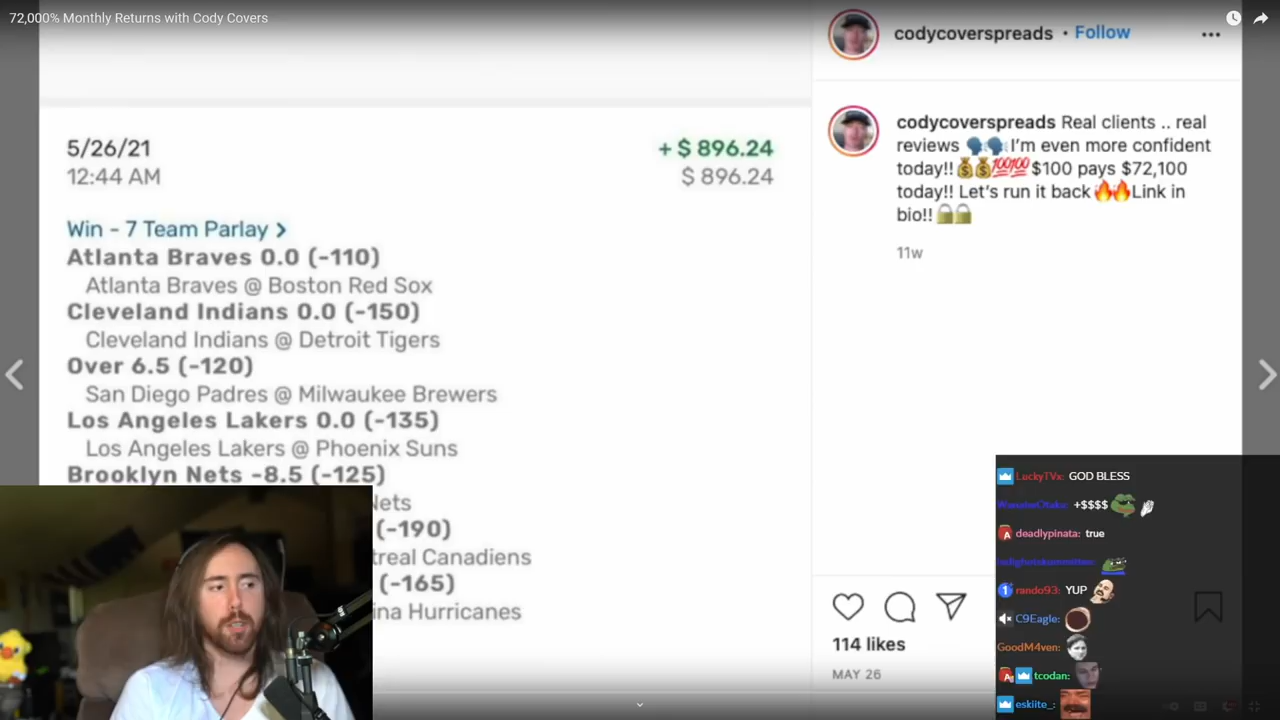 72,000% Monthly Returns with Cody Covers
codycoverspreads • Follow
codycoverspreads Real clients .. real
reviews 🗣️🗣️I'm even more confident
today!!💰💰💯💯$100 pays $72,100
today!! Let's run it back🔥🔥Link in
bio!!🔒🔒
11w
5/26/21
+ $ 896.24
12:44 AM
$ 896.24
Win - 7 Team Parlay >
Atlanta Braves 0.0 (-110)
Atlanta Braves @ Boston Red Sox
Cleveland Indians 0.0 (-150)
Cleveland Indians @ Detroit Tigers
Over 6.5 (-120)
San Diego Padres @ Milwaukee Brewers
Los Angeles Lakers 0.0 (-135)
Los Angeles Lakers @ Phoenix Suns
Brooklyn Nets -8.5 (-125)
Nets
(-190)
treal Canadiens
(-165)
ina Hurricanes
114 likes
MAY 26
LuckyTVx: GOD BLESS
+$$$$
deadlypinata: true
rando93: YUP
C9Eagle:
GoodM4ven:
tcodan:
eskiite_: